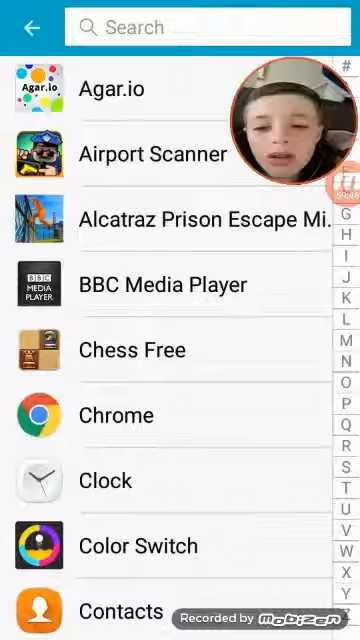 Search
#
Agar.io
Agar.io
Airport Scanner
Alcatraz Prison Escape Mi.
G
H
I
BBC
MEDIA
PLAYER
BBC Media Player
J
K
L
M
Chess Free
N
O
P
Chrome
Q
R
S
Clock
T
U
V
Color Switch
W
X
Y
Contacts
Recorded by mobizen